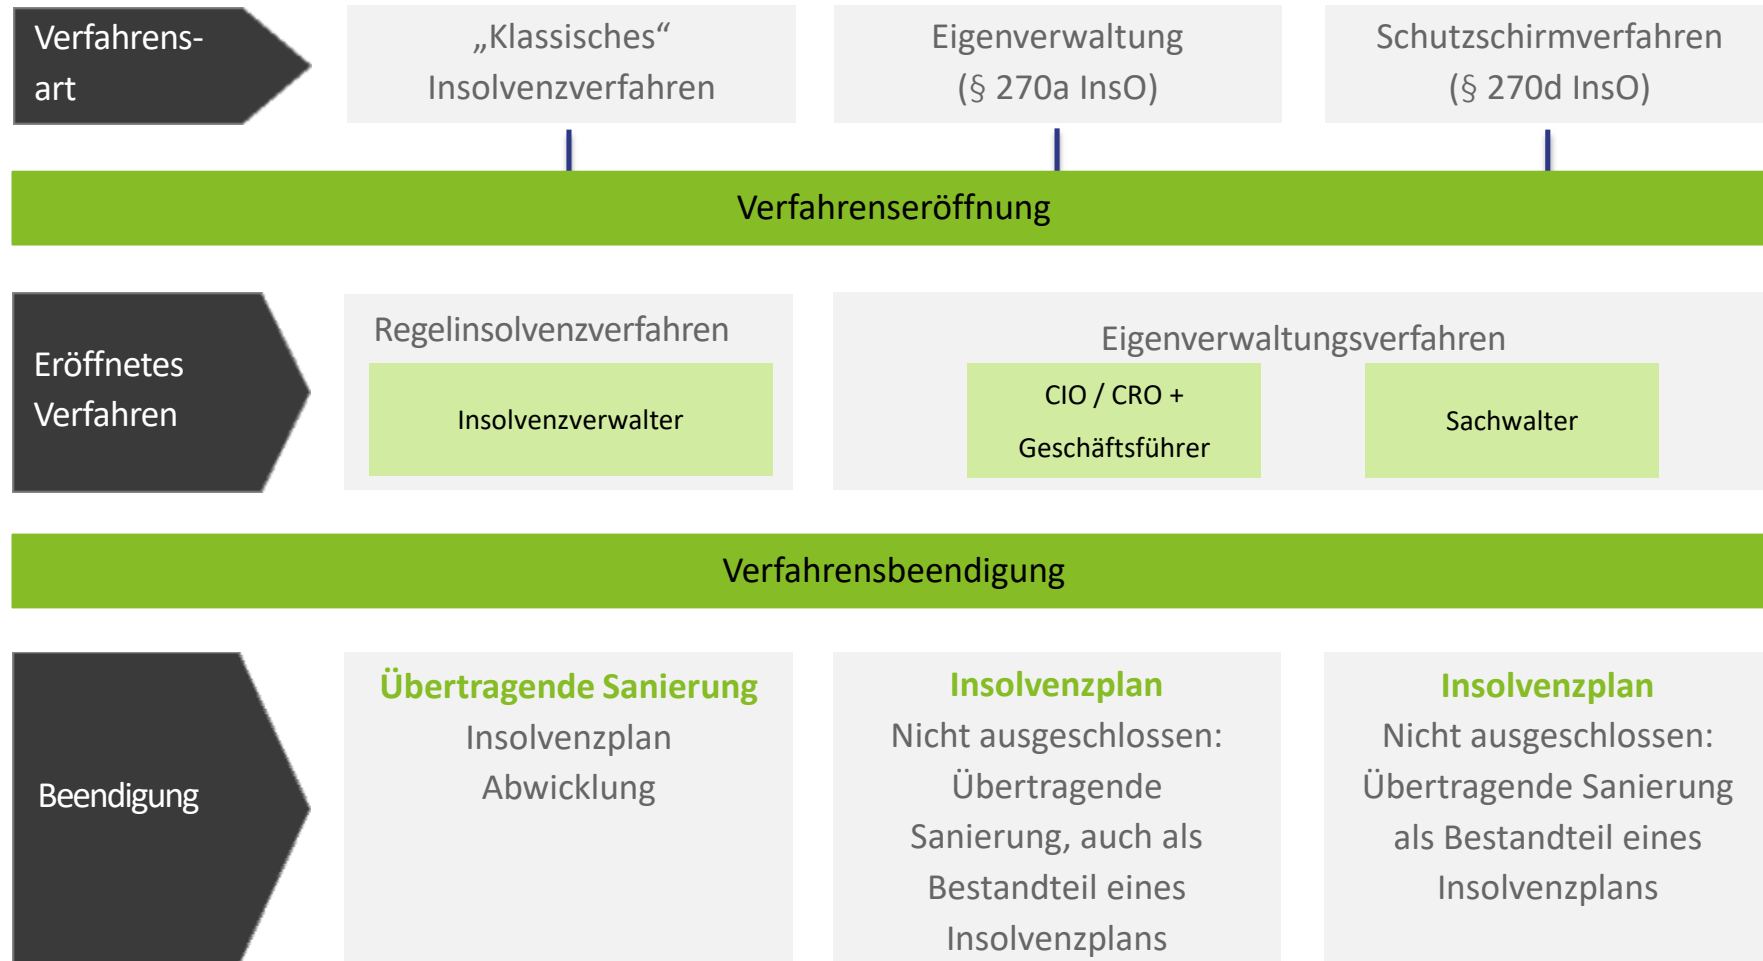 Verfahrens-
art
„Klassisches“
Insolvenzverfahren
Eigenverwaltung
(§ 270a InsO)
Schutzschirmverfahren
(§ 270d InsO)
Verfahrenseröffnung
Eröffnetes
Verfahren
Regelinsolvenzverfahren
Insolvenzverwalter
Eigenverwaltungsverfahren
CIO / CRO +
Geschäftsführer
Sachwalter
Verfahrensbeendigung
Beendigung
Übertragende Sanierung
Insolvenzplan
Abwicklung
Insolvenzplan
Nicht ausgeschlossen:
Übertragende
Sanierung, auch als
Bestandteil eines
Insolvenzplans
Insolvenzplan
Nicht ausgeschlossen:
Übertragende Sanierung
als Bestandteil eines
Insolvenzplans